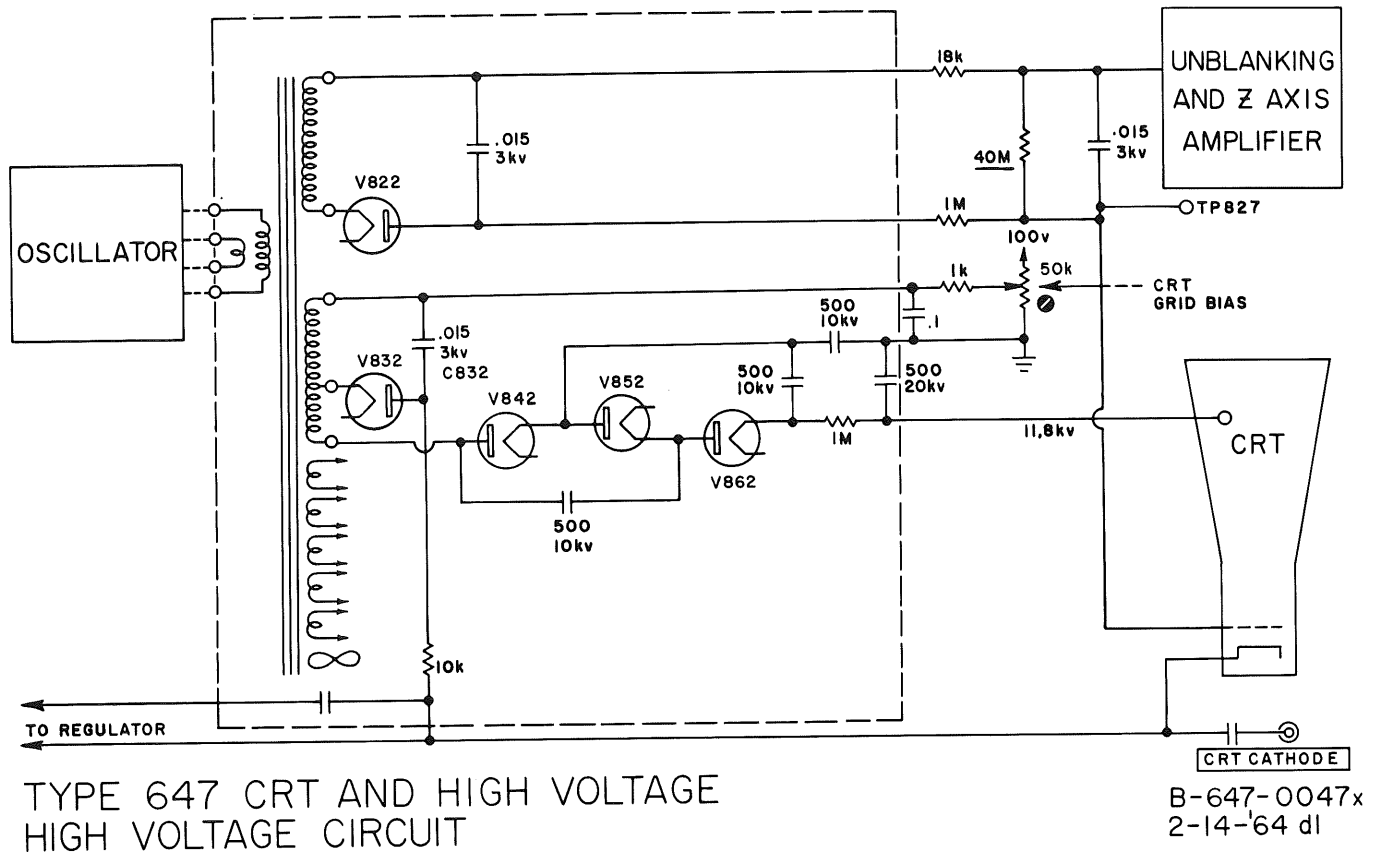 18k
UNBLANKING
AND Z AXIS
AMPLIFIER
.015
3kv
.015
3kv
40M
V822
OSCILLATOR
1M
TP827
100v
50k
1k
CRT
GRID BIAS
.1
500
10kv
.015
3kv
C832
V832
V842
V852
500
10kv
500
20kv
1M
11,8kv
CRT
V862
500
10kv
10k
TO REGULATOR
CRT CATHODE
TYPE 647 CRT AND HIGH VOLTAGE
HIGH VOLTAGE CIRCUIT
B-647-0047x
2-14-'64 dl